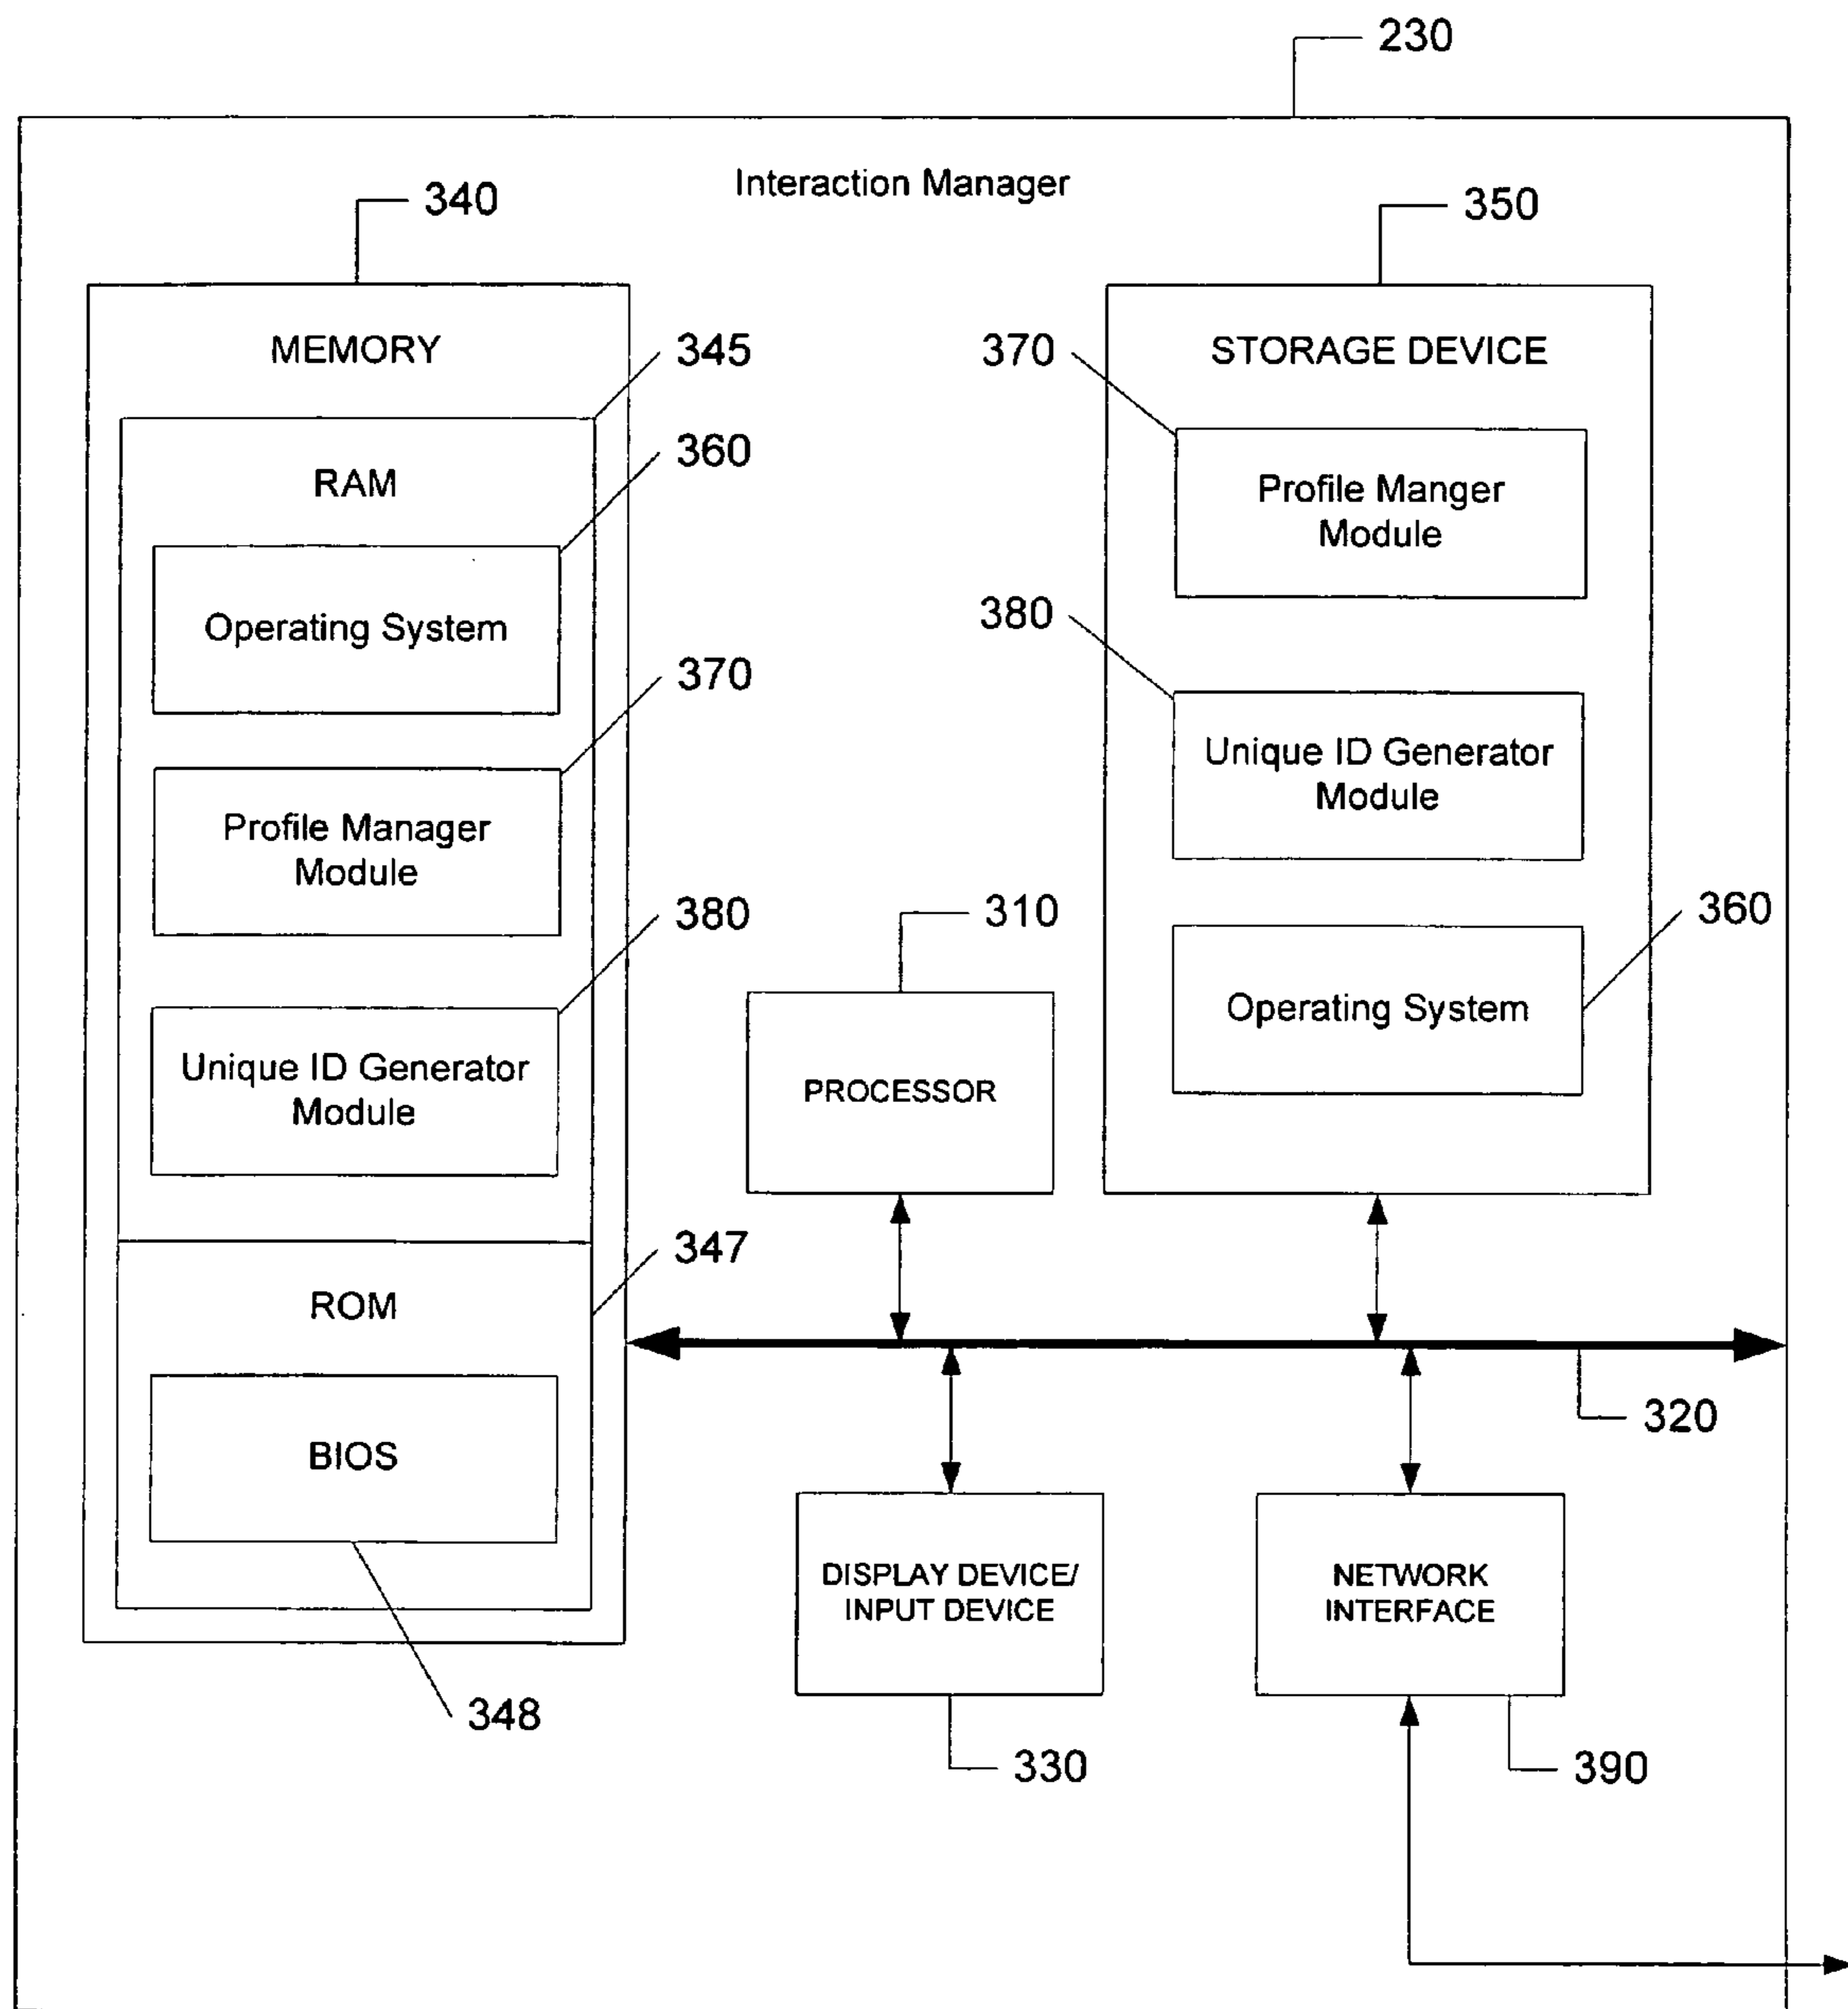 230
Interaction Manager
340
350
MEMORY
345
370
STORAGE DEVICE
RAM
360
Profile Manger
Module
Operating System
380
370
Unique ID Generator
Module
Profile Manager
Module
380
310
360
Operating System
Unique ID Generator
Module
PROCESSOR
347
ROM
320
BIOS
DISPLAY DEVICE/
INPUT DEVICE
NETWORK
INTERFACE
348
330
390